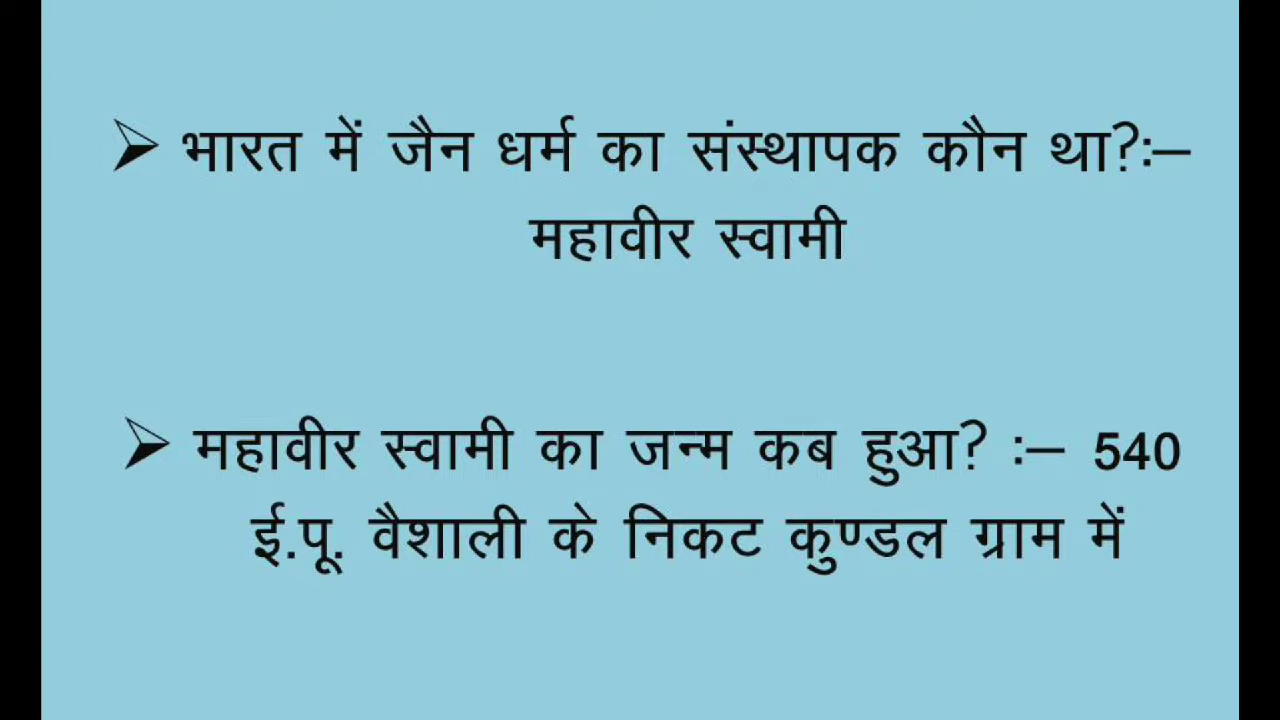 ➢ भारत में जैन धर्म का संस्थापक कौन था?:–
महावीर स्वामी
➢ महावीर स्वामी का जन्म कब हुआ? :– 540
ई.पू. वैशाली के निकट कुण्डल ग्राम में